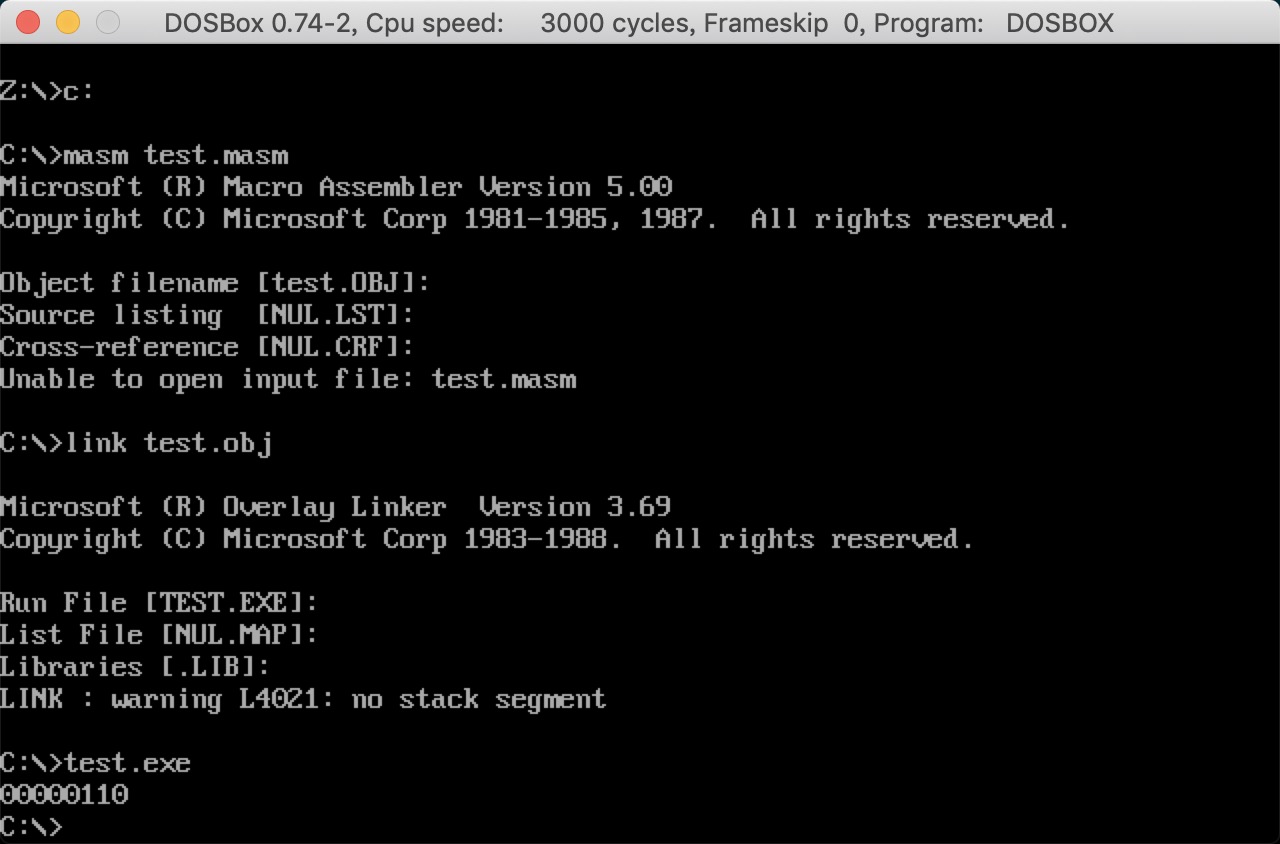 DOSBox 0.74-2, Cpu speed:    3000 cycles, Frameskip  0, Program:   DOSBOX
Z:\>c:
C:\>masm test.masm
Microsoft (R) Macro Assembler Version 5.00
Copyright (C) Microsoft Corp 1981-1985, 1987.  All rights reserved.
Object filename [test.OBJ]:
Source listing  [NUL.LST]:
Cross-reference [NUL.CRF]:
Unable to open input file: test.masm
C:\>link test.obj
Microsoft (R) Overlay Linker  Version 3.69
Copyright (C) Microsoft Corp 1983-1988.  All rights reserved.
Run File [TEST.EXE]:
List File [NUL.MAP]:
Libraries [.LIB]:
LINK : warning L4021: no stack segment
C:\>test.exe
00000110
C:\>